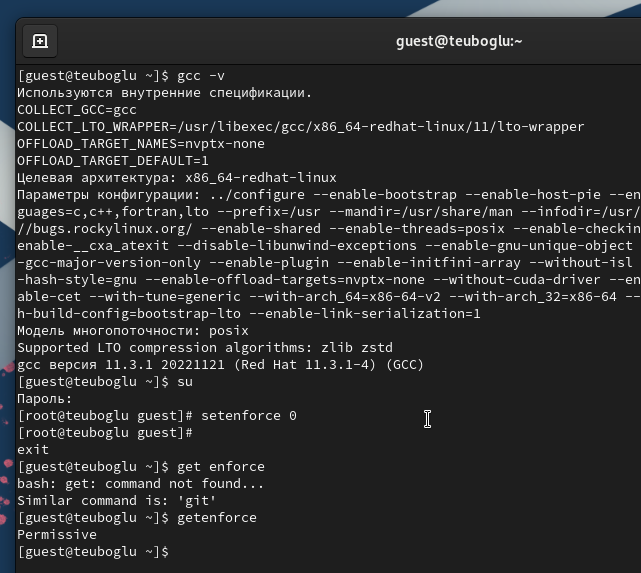 guest@teuboglu:~
[guest@teuboglu ~]$ gcc -v
Используются внутренние спецификации.
COLLECT_GCC=gcc
COLLECT_LTO_WRAPPER=/usr/libexec/gcc/x86_64-redhat-linux/11/lto-wrapper
OFFLOAD_TARGET_NAMES=nvptx-none
OFFLOAD_TARGET_DEFAULT=1
Целевая архитектура: x86_64-redhat-linux
Параметры конфигурации: ../configure --enable-bootstrap --enable-host-pie --en
guages=c,c++,fortran,lto --prefix=/usr --mandir=/usr/share/man --infodir=/usr/
//bugs.rockylinux.org/ --enable-shared --enable-threads=posix --enable-checkin
enable-__cxa_atexit --disable-libunwind-exceptions --enable-gnu-unique-object
-gcc-major-version-only --enable-plugin --enable-initfini-array --without-isl
-hash-style=gnu --enable-offload-targets=nvptx-none --without-cuda-driver --en
able-cet --with-tune=generic --with-arch_64=x86-64-v2 --with-arch_32=x86-64 --
h-build-config=bootstrap-lto --enable-link-serialization=1
Модель многопоточности: posix
Supported LTO compression algorithms: zlib zstd
gcc версия 11.3.1 20221121 (Red Hat 11.3.1-4) (GCC)
[guest@teuboglu ~]$ su
Пароль:
[root@teuboglu guest]# setenforce 0
[root@teuboglu guest]#
exit
[guest@teuboglu ~]$ get enforce
bash: get: command not found...
Similar command is: 'git'
[guest@teuboglu ~]$ getenforce
Permissive
[guest@teuboglu ~]$